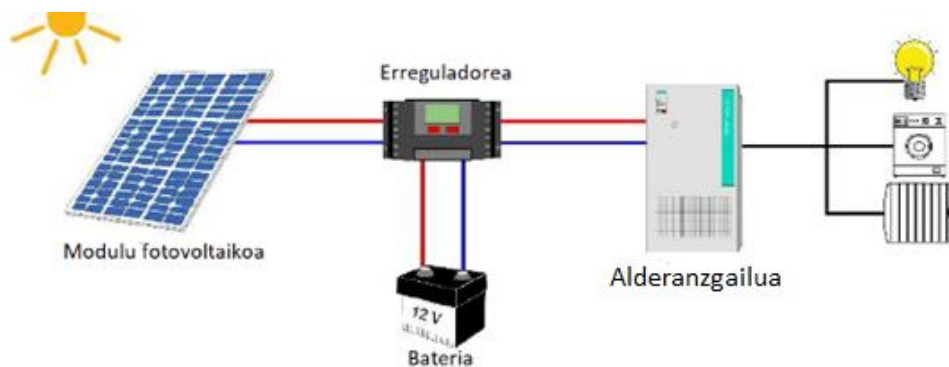 Erreguladorea
Modulu fotovoltaikoa
Alderanzgailua
12 V
Bateria